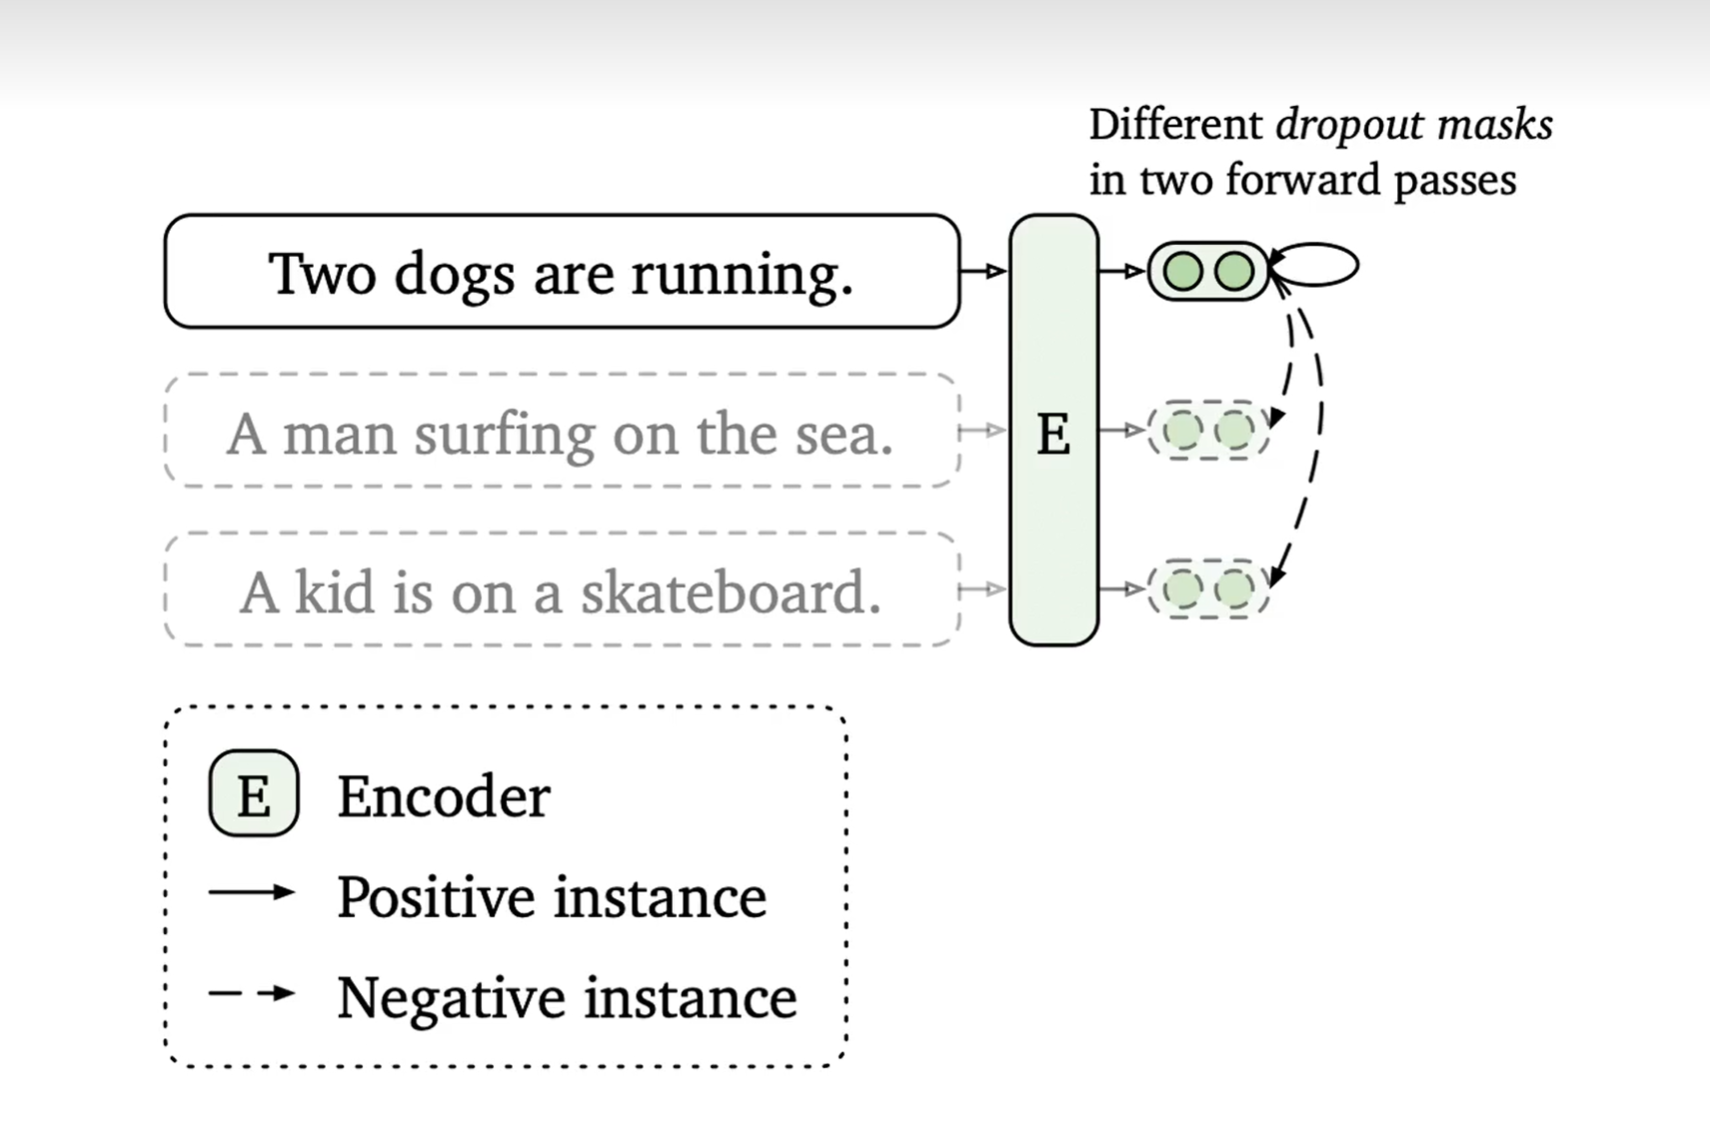 Different dropout masks
in two forward passes
Two dogs are running.
A man surfing on the sea.
E
A kid is on a skateboard.
E Encoder
Positive instance
Negative instance